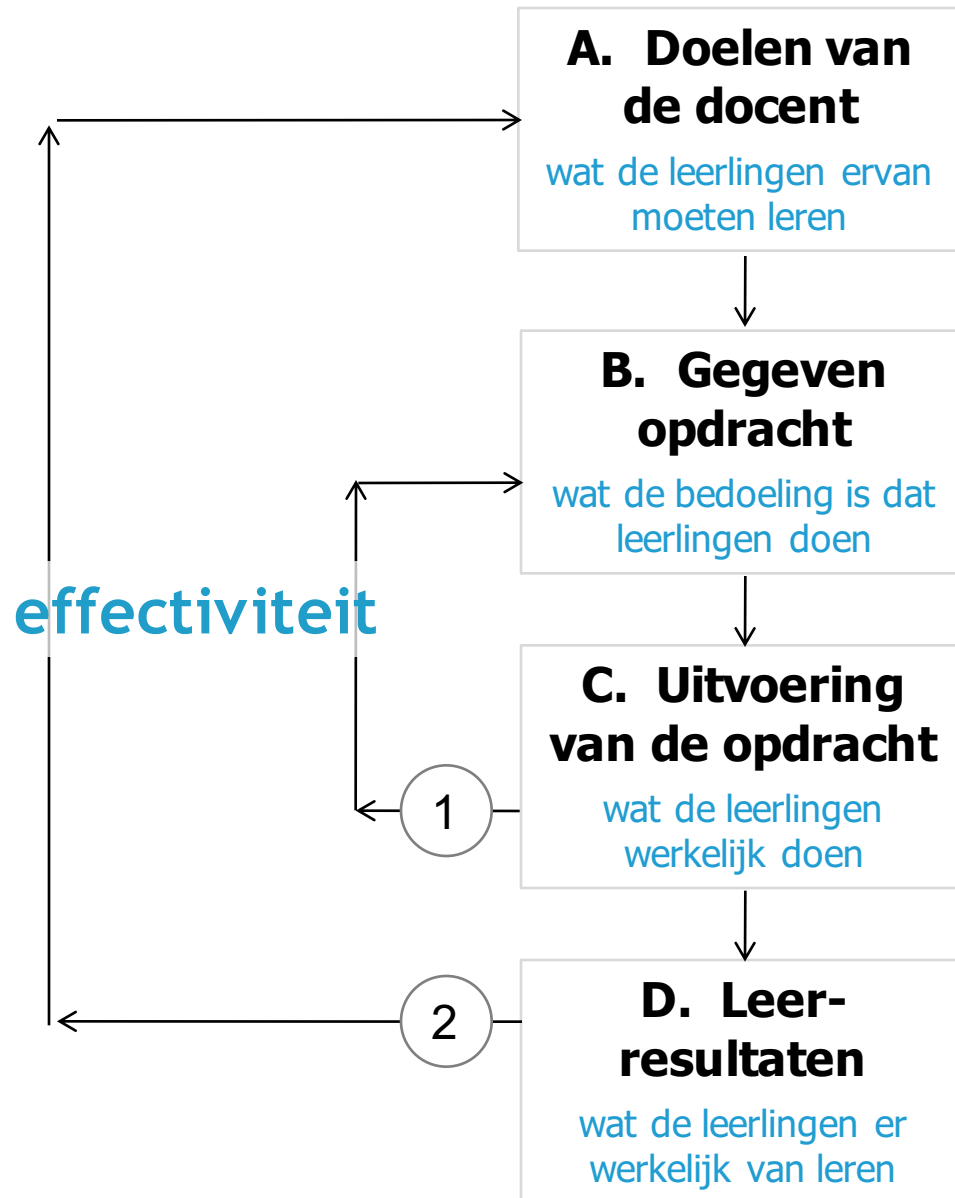 A. Doelen van
de docent
wat de leerlingen ervan
moeten leren
B. Gegeven
opdracht
wat de bedoeling is dat
leerlingen doen
effectiviteit
C. Uitvoering
van de opdracht
wat de leerlingen
werkelijk doen
1
D. Leer-
resultaten
wat de leerlingen er
werkelijk van leren
2